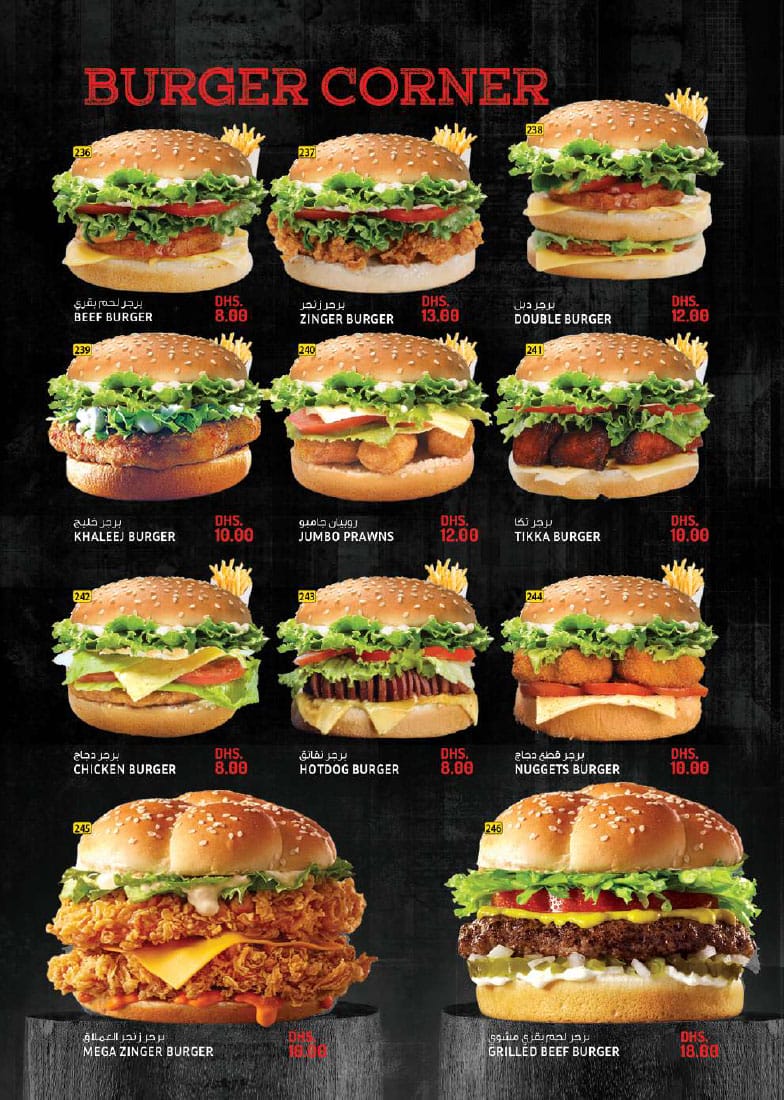 BURGER CORNER
236
237
238
برجر لحم بقري
BEEF BURGER
DHS.
8.00
برجر زنجر
ZINGER BURGER
DHS.
13.00
برجر دبل
DOUBLE BURGER
DHS.
12.00
239
240
241
برجر خليج
KHALEEJ BURGER
DHS.
10.00
روبيان جامبو
JUMBO PRAWNS
DHS.
12.00
برجر تكا
TIKKA BURGER
DHS.
10.00
242
243
244
برجر دجاج
CHICKEN BURGER
DHS.
8.00
برجر نقانق
HOTDOG BURGER
DHS.
8.00
برجر قطع دجاج
NUGGETS BURGER
DHS.
10.00
245
246
برجر زنجر العملاق
MEGA ZINGER BURGER
DHS.
برجر لحم بقري مشوي
GRILLED BEEF BURGER
DHS.
18.00